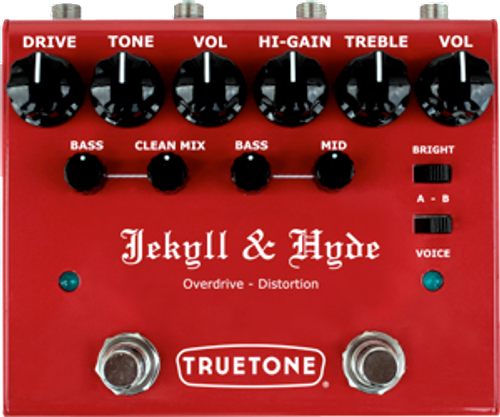 DRIVE TONE VOL HI-GAIN TREBLE VOL
BASS CLEAN MIX BASS MID
BRIGHT
A - B
VOICE
Jekyll & Hyde
Overdrive - Distortion
TRUETONE®